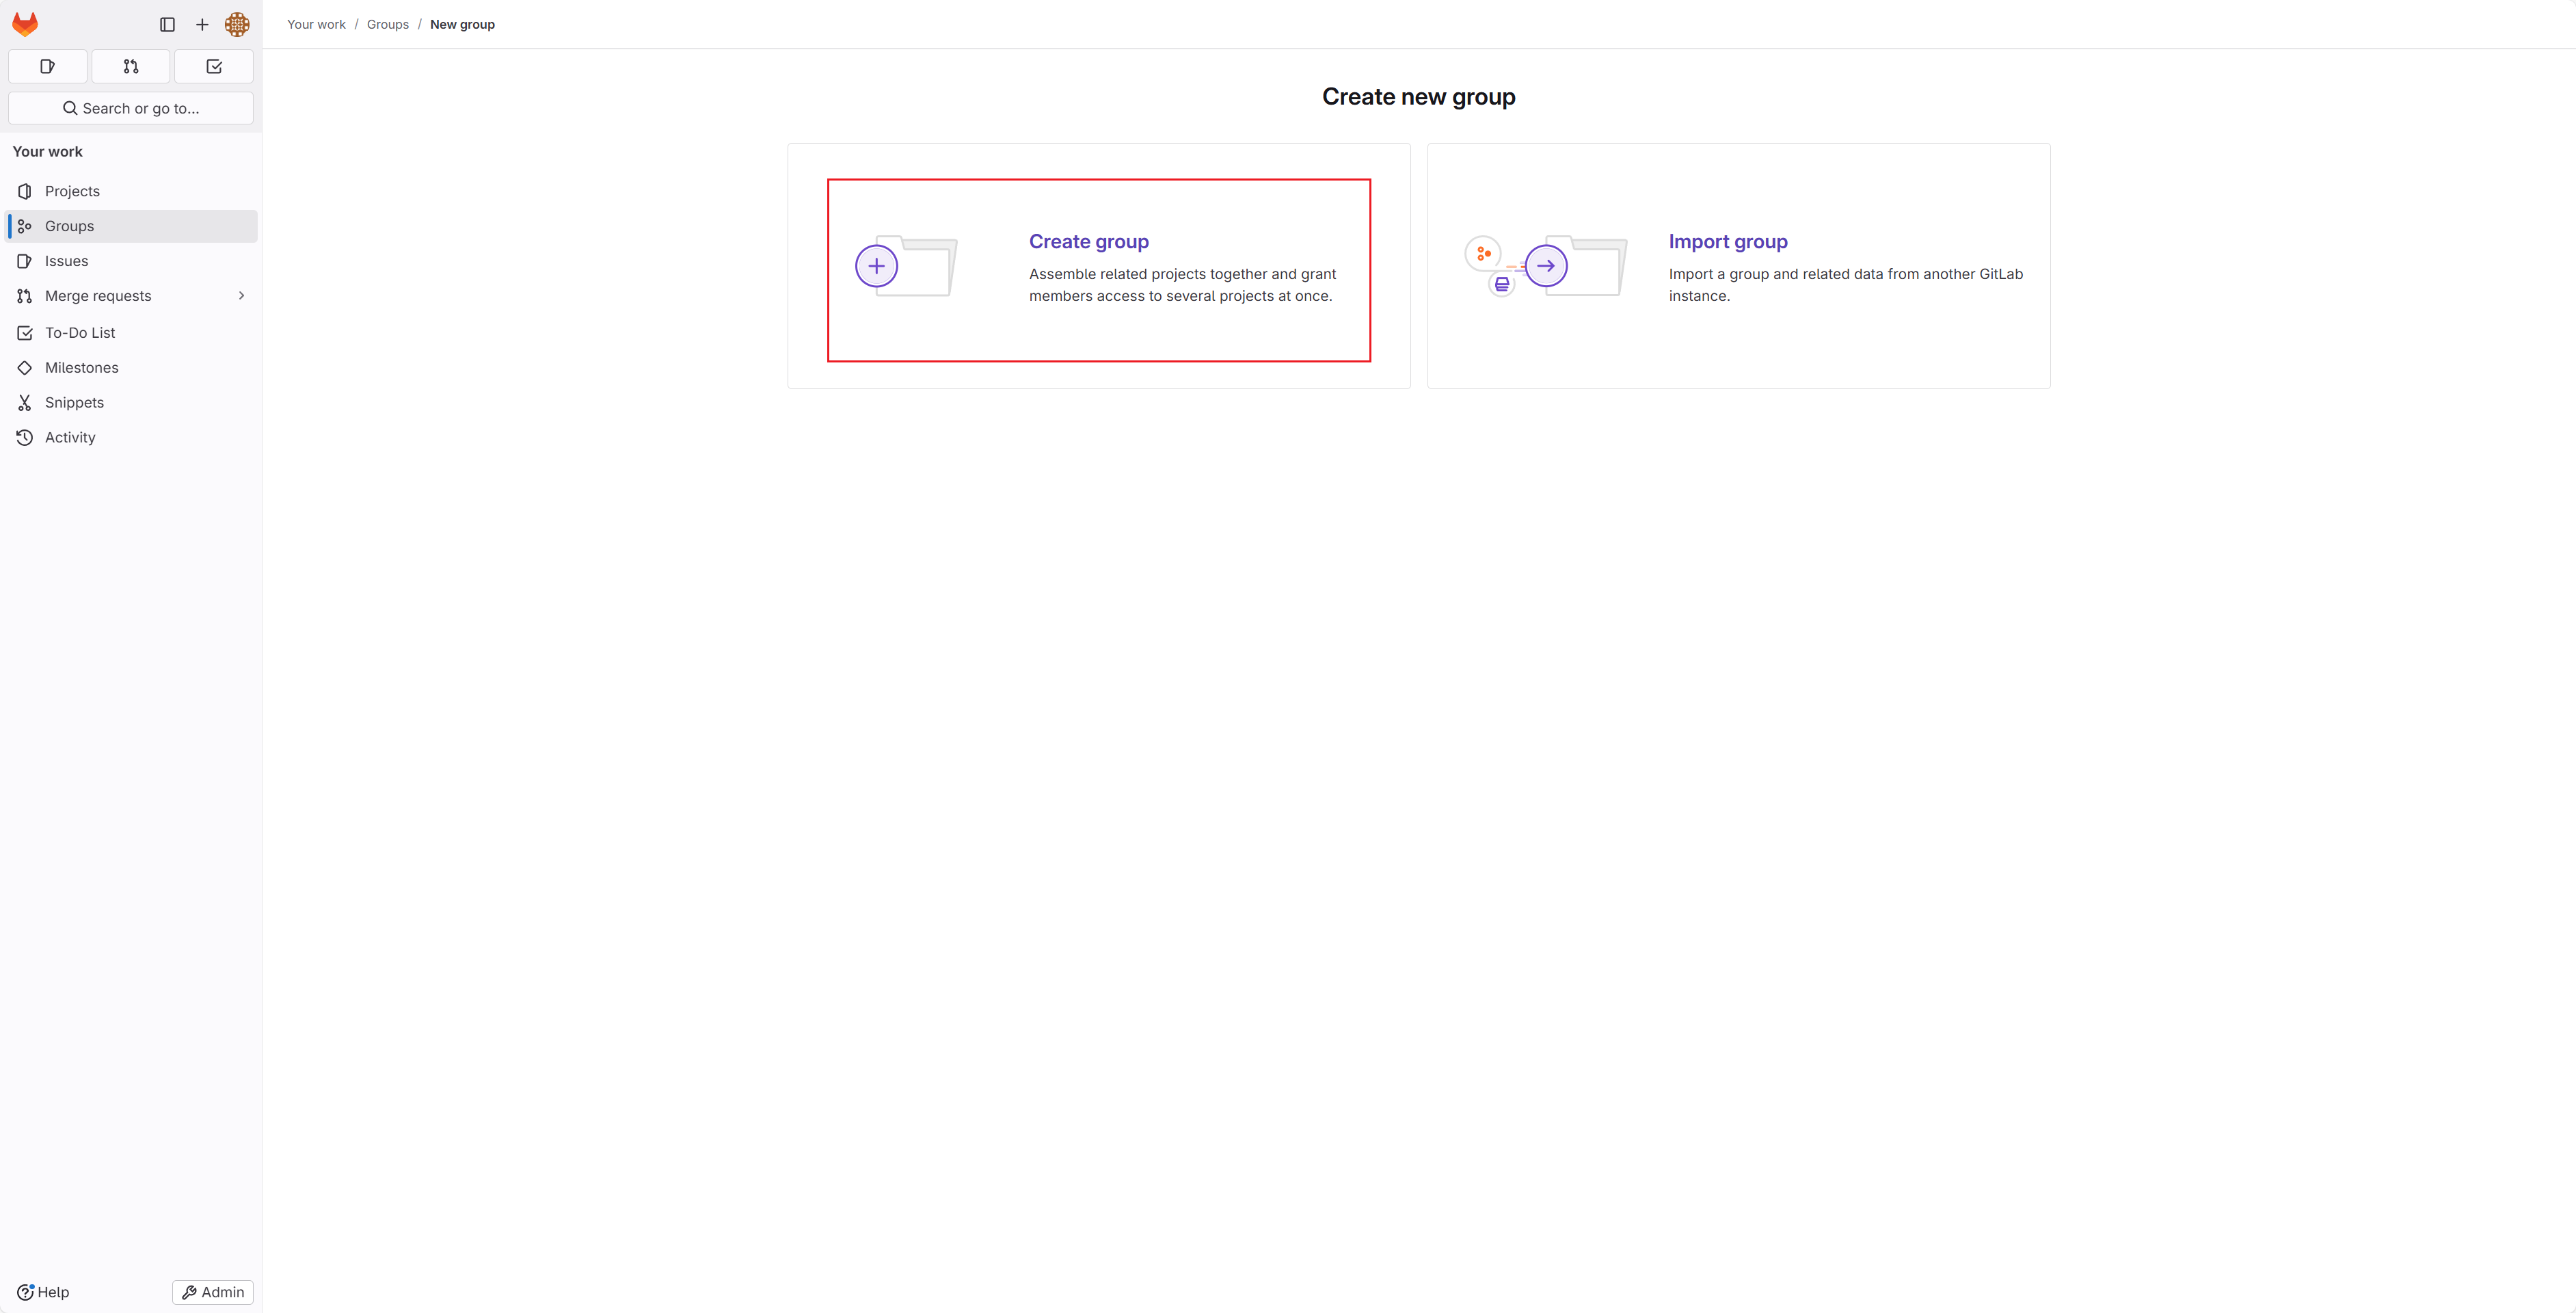 Your work / Groups / New group
Search or go to...
Your work
Projects
Groups
Issues
Merge requests
To-Do List
Milestones
Snippets
Activity
Help
Admin
Create new group
Create group
Assemble related projects together and grant
members access to several projects at once.
Import group
Import a group and related data from another GitLab
instance.